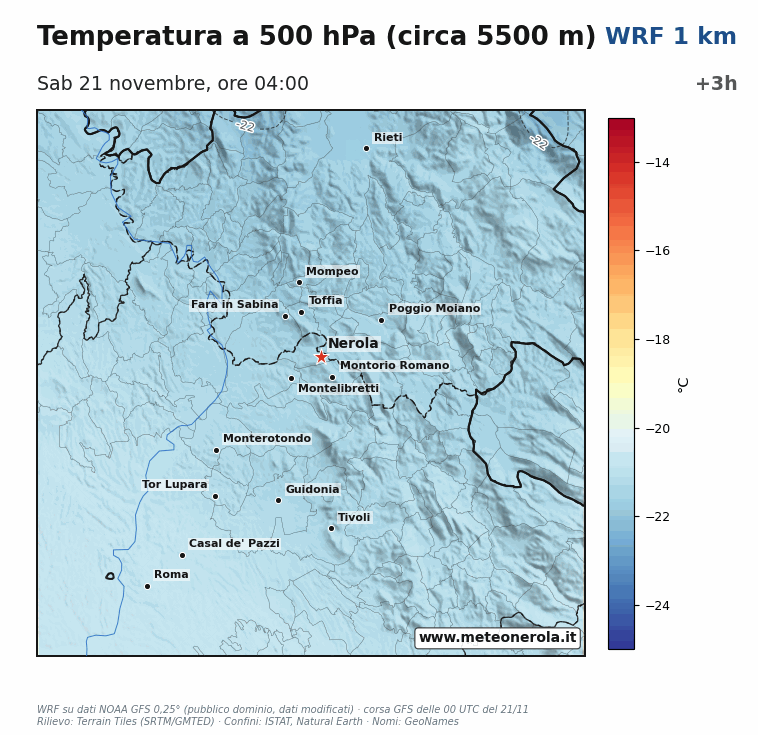 Temperatura a 500 hPa (circa 5500 m) WRF 1 km
Sab 21 novembre, ore 04:00 +3h
-22
-22
Rieti
Mompeo
Toffia
Fara in Sabina
Poggio Moiano
Nerola
Montorio Romano
Montelibretti
Monterotondo
Tor Lupara
Guidonia
Tivoli
Casal de' Pazzi
Roma
www.meteonerola.it
−14
−16
−18
−20
−22
−24
°C
WRF su dati NOAA GFS 0,25° (pubblico dominio, dati modificati) · corsa GFS delle 00 UTC del 21/11
Rilievo: Terrain Tiles (SRTM/GMTED) · Confini: ISTAT, Natural Earth · Nomi: GeoNames